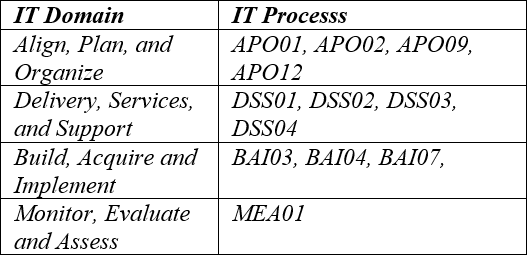 IT Domain IT Processs
Align, Plan, and APO01, APO02, APO09,
Organize APO12
Delivery, Services, DSS01, DSS02, DSS03,
and Support DSS04
Build, Acquire and BAI03, BAI04, BAI07,
Implement
Monitor, Evaluate MEA01
and Assess